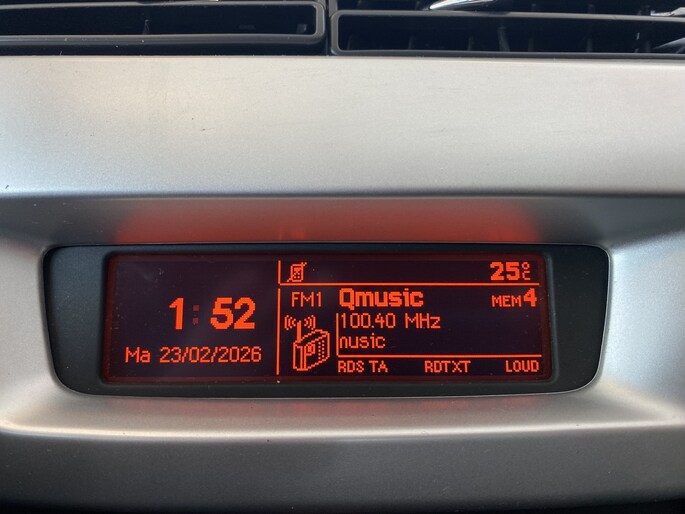 25°C
1:52
Ma 23/02/2026
FM1 Qmusic MEM4
100.40 MHz
nusic
RDS TA RDTXT LOUD